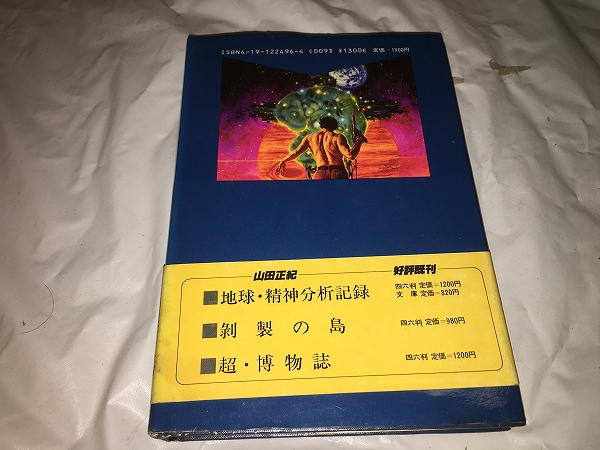 ISBN4-19-122496-4 C0093 ¥1300E 定価=1300円
山田正紀 好評既刊
■地球・精神分析記録 四六判 定価=1200円
文庫 定価=320円
■剥製の島 四六判 定価=980円
■超・博物誌 四六判 定価=1200円